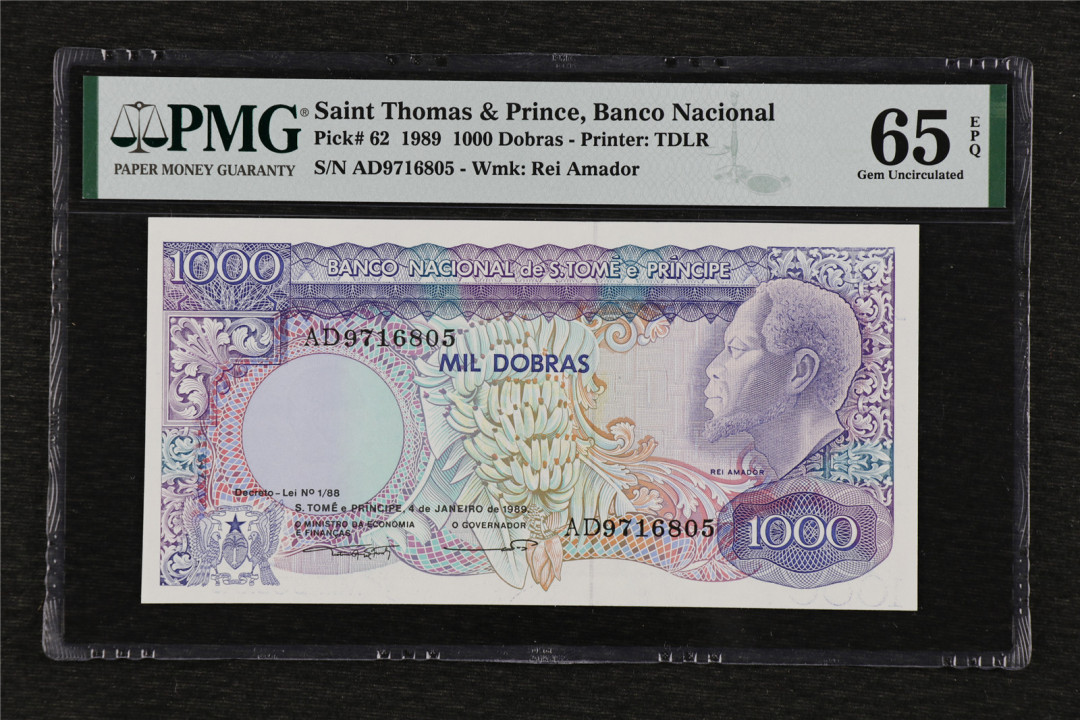 PMG®
PAPER MONEY GUARANTY
Saint Thomas & Prince, Banco Nacional
Pick# 62 1989 1000 Dobras - Printer: TDLR
S/N AD9716805 - Wmk: Rei Amador
65
EPQ
Gem Uncirculated
1000
BANCO NACIONAL de S.TOMÉ e PRÍNCIPE
AD9716805
MIL DOBRAS
REI AMADOR
Decreto-Lei Nº 1/88
S. TOMÉ e PRÍNCIPE, 4 de JANEIRO de 1989.
O MINISTRO DA ECONOMIA
E FINANÇAS
O GOVERNADOR
AD9716805
1000